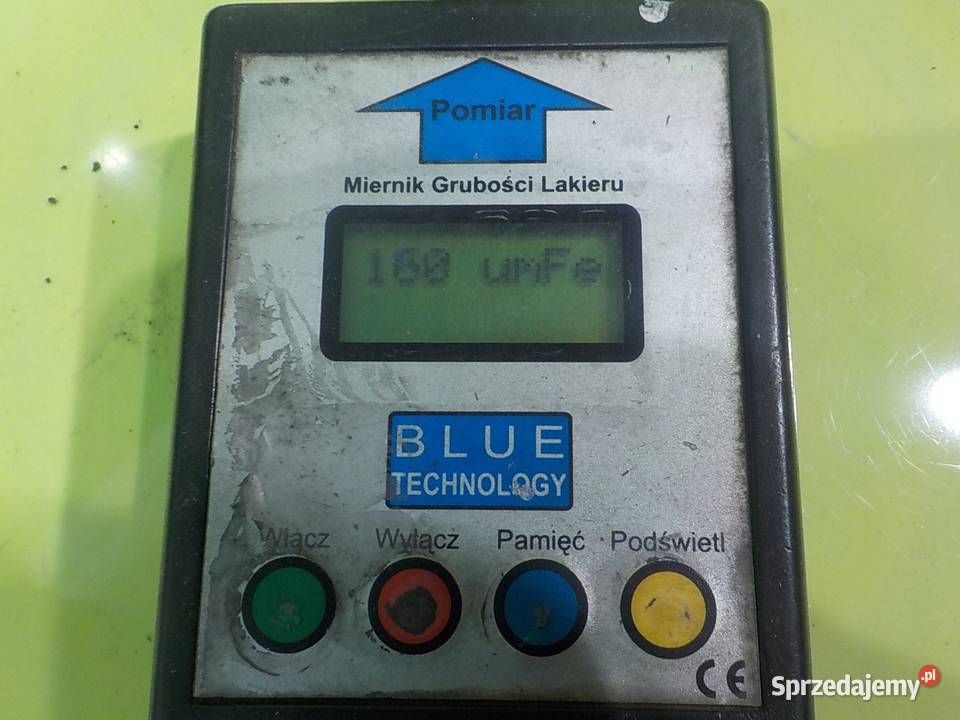 Pomiar
Miernik Grubości Lakieru
180 umFe
BLUE
TECHNOLOGY
Włącz Wyłącz Pamięć Podświetl
CE
Sprzedajemy.pl